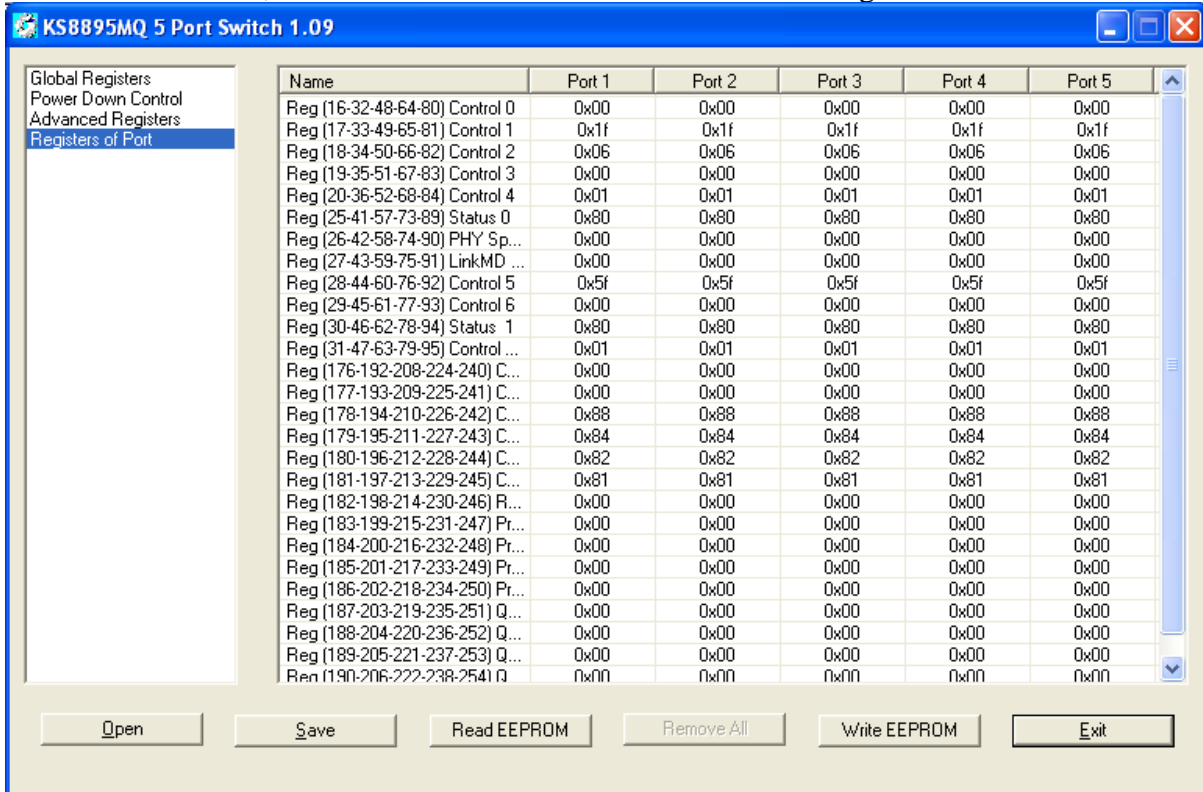 KS8895MQ 5 Port Switch 1.09
Global Registers
Power Down Control
Advanced Registers
Registers of Port
Name Port 1 Port 2 Port 3 Port 4 Port 5
Reg (16-32-48-64-80) Control 0 0x00 0x00 0x00 0x00 0x00
Reg (17-33-49-65-81) Control 1 0x1f 0x1f 0x1f 0x1f 0x1f
Reg (18-34-50-66-82) Control 2 0x06 0x06 0x06 0x06 0x06
Reg (19-35-51-67-83) Control 3 0x00 0x00 0x00 0x00 0x00
Reg (20-36-52-68-84) Control 4 0x01 0x01 0x01 0x01 0x01
Reg (25-41-57-73-89) Status 0 0x80 0x80 0x80 0x80 0x80
Reg (26-42-58-74-90) PHY Sp... 0x00 0x00 0x00 0x00 0x00
Reg (27-43-59-75-91) LinkMD ... 0x00 0x00 0x00 0x00 0x00
Reg (28-44-60-76-92) Control 5 0x5f 0x5f 0x5f 0x5f 0x5f
Reg (29-45-61-77-93) Control 6 0x00 0x00 0x00 0x00 0x00
Reg (30-46-62-78-94) Status 1 0x80 0x80 0x80 0x80 0x80
Reg (31-47-63-79-95) Control ... 0x01 0x01 0x01 0x01 0x01
Reg (176-192-208-224-240) C... 0x00 0x00 0x00 0x00 0x00
Reg (177-193-209-225-241) C... 0x00 0x00 0x00 0x00 0x00
Reg (178-194-210-226-242) C... 0x88 0x88 0x88 0x88 0x88
Reg (179-195-211-227-243) C... 0x84 0x84 0x84 0x84 0x84
Reg (180-196-212-228-244) C... 0x82 0x82 0x82 0x82 0x82
Reg (181-197-213-229-245) C... 0x81 0x81 0x81 0x81 0x81
Reg (182-198-214-230-246) R... 0x00 0x00 0x00 0x00 0x00
Reg (183-199-215-231-247) Pr... 0x00 0x00 0x00 0x00 0x00
Reg (184-200-216-232-248) Pr... 0x00 0x00 0x00 0x00 0x00
Reg (185-201-217-233-249) Pr... 0x00 0x00 0x00 0x00 0x00
Reg (186-202-218-234-250) Pr... 0x00 0x00 0x00 0x00 0x00
Reg (187-203-219-235-251) Q... 0x00 0x00 0x00 0x00 0x00
Reg (188-204-220-236-252) Q... 0x00 0x00 0x00 0x00 0x00
Reg (189-205-221-237-253) Q... 0x00 0x00 0x00 0x00 0x00
Reg (190-206-222-238-254) Q... 0x00 0x00 0x00 0x00 0x00
Open Save Read EEPROM Remove All Write EEPROM Exit